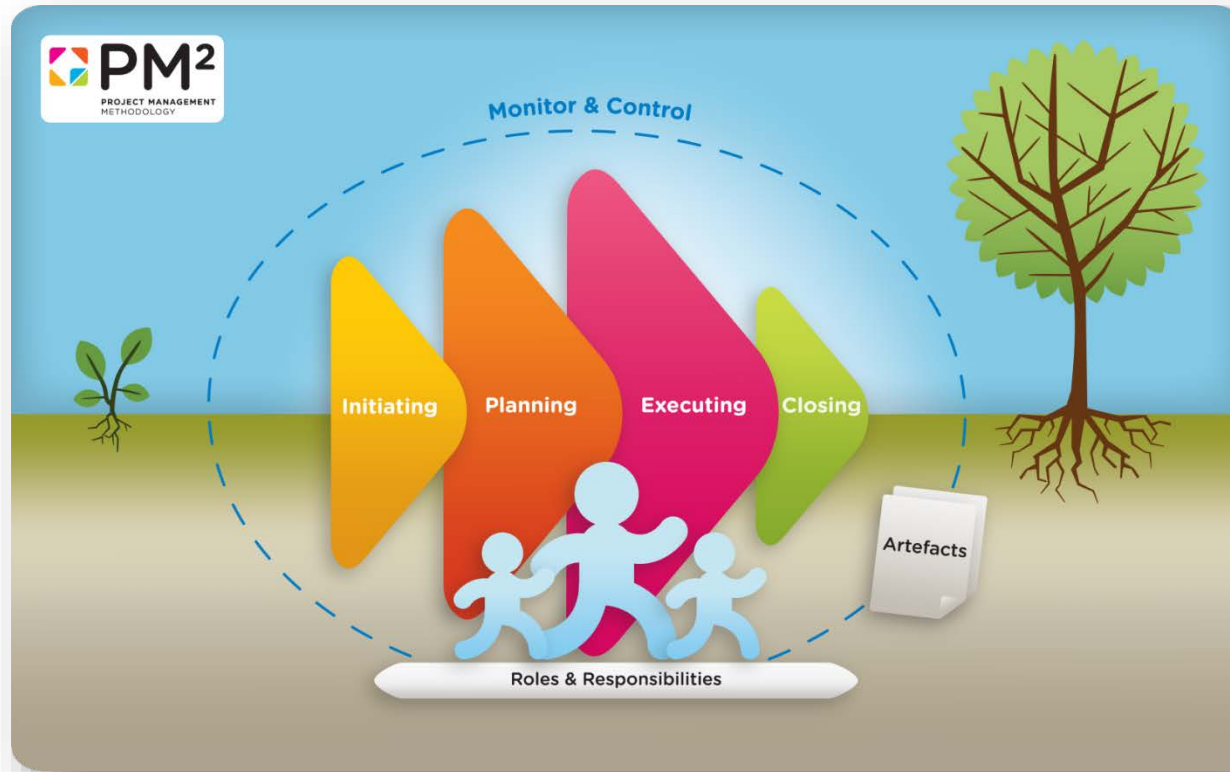 PM²
PROJECT MANAGEMENT
METHODOLOGY
Monitor & Control
Initiating
Planning
Executing
Closing
Artefacts
Roles & Responsibilities